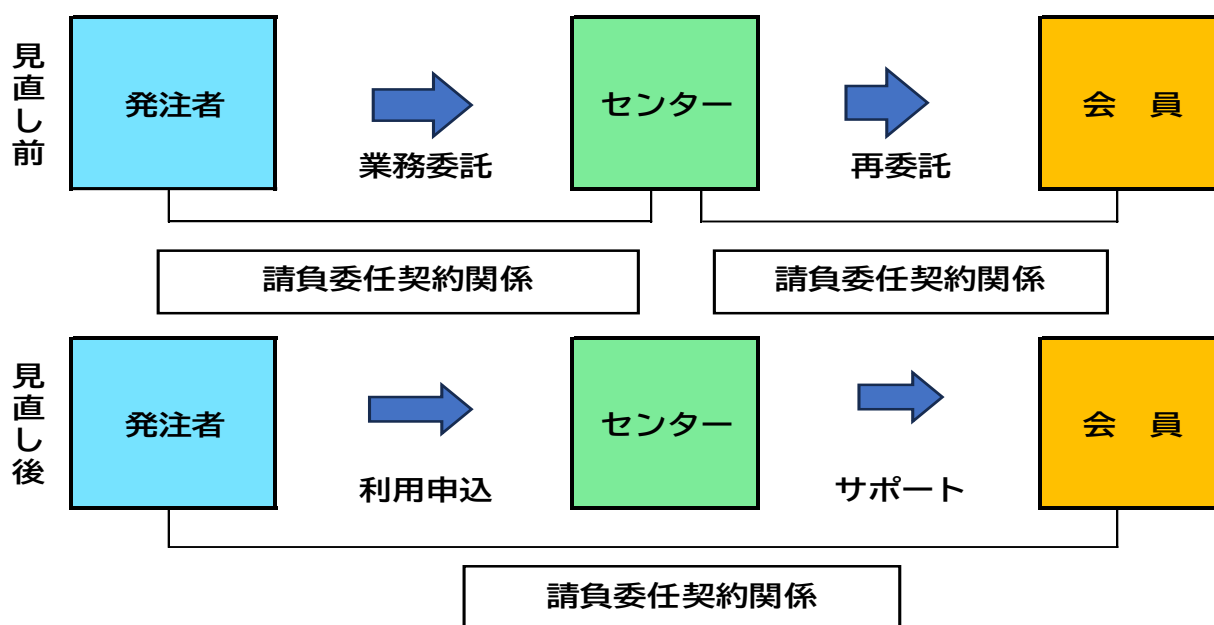 見直し前
発注者
業務委託
センター
再委託
会　員
請負委任契約関係
請負委任契約関係
見直し後
発注者
利用申込
センター
サポート
会　員
請負委任契約関係